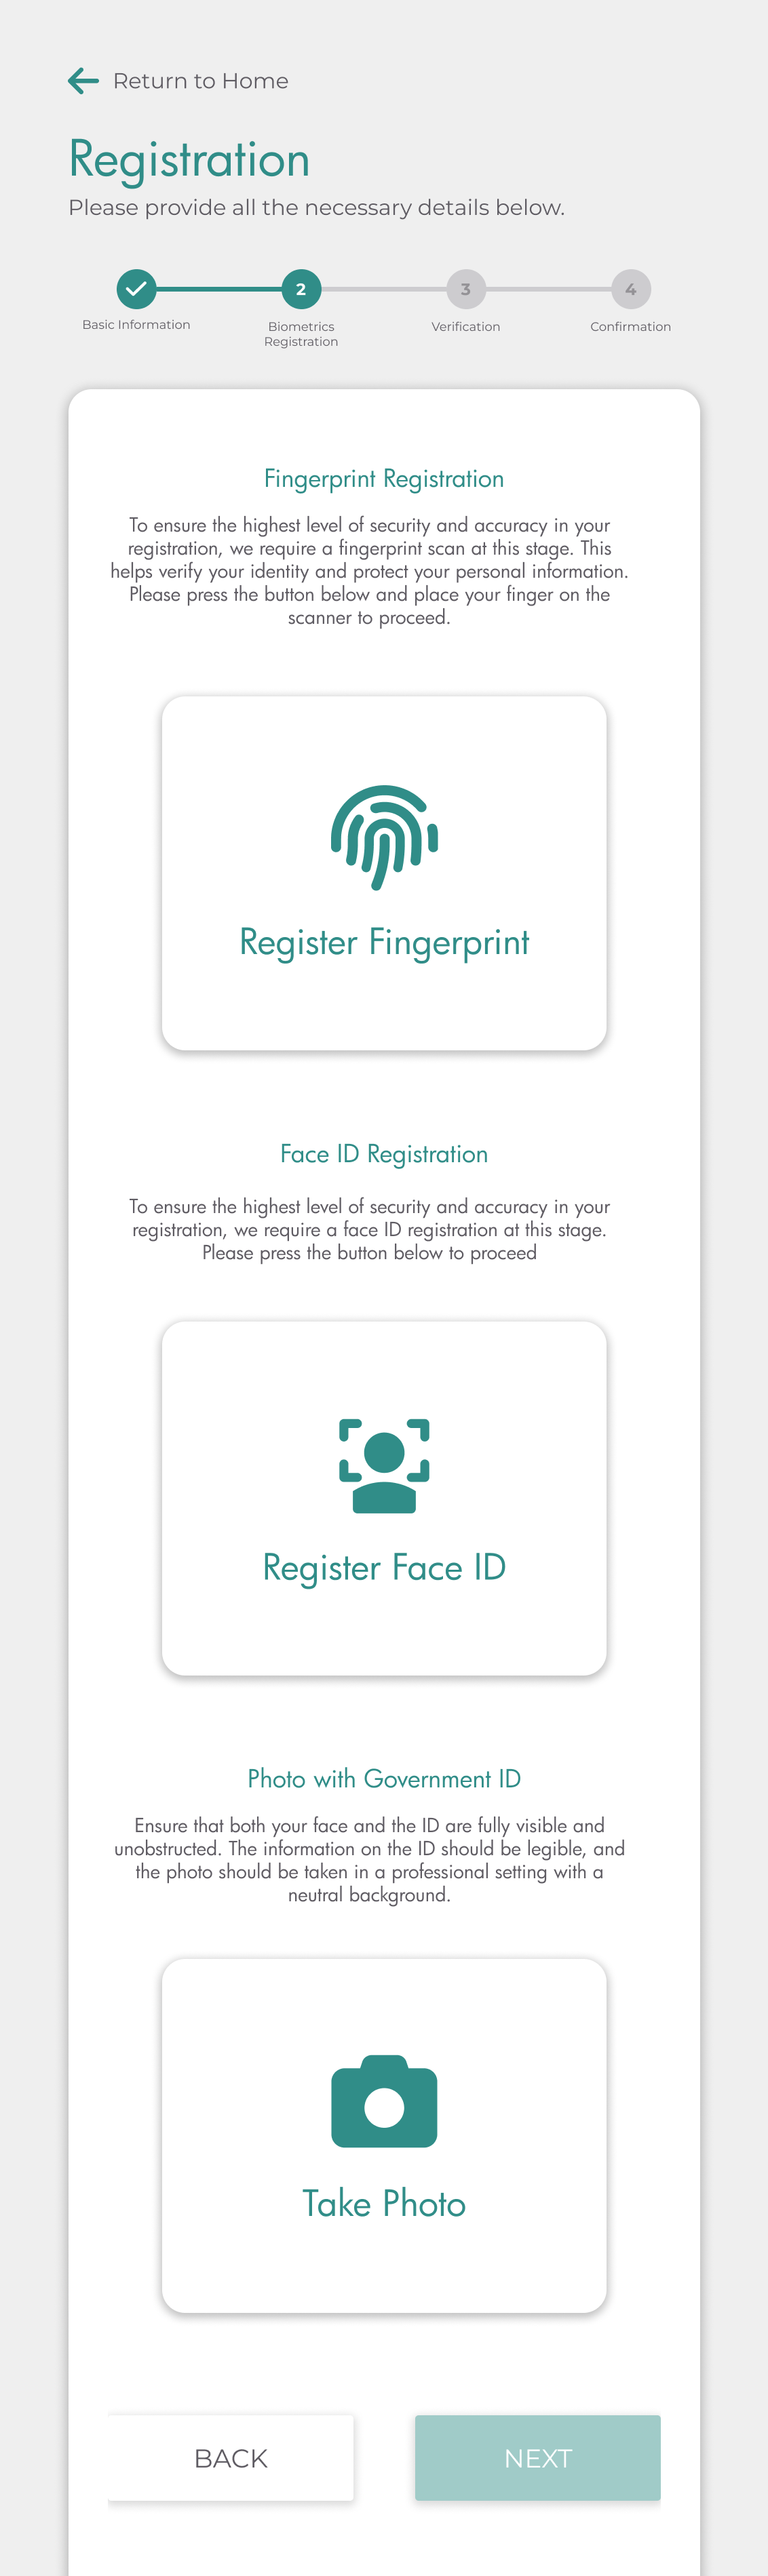 Return to Home
Registration
Please provide all the necessary details below.
2
3
4
Basic Information
Biometrics
Registration
Verification
Confirmation
Fingerprint Registration
To ensure the highest level of security and accuracy in your
registration, we require a fingerprint scan at this stage. This
helps verify your identity and protect your personal information.
Please press the button below and place your finger on the
scanner to proceed.
Register Fingerprint
Face ID Registration
To ensure the highest level of security and accuracy in your
registration, we require a face ID registration at this stage.
Please press the button below to proceed
Register Face ID
Photo with Government ID
Ensure that both your face and the ID are fully visible and
unobstructed. The information on the ID should be legible, and
the photo should be taken in a professional setting with a
neutral background.
Take Photo
BACK
NEXT